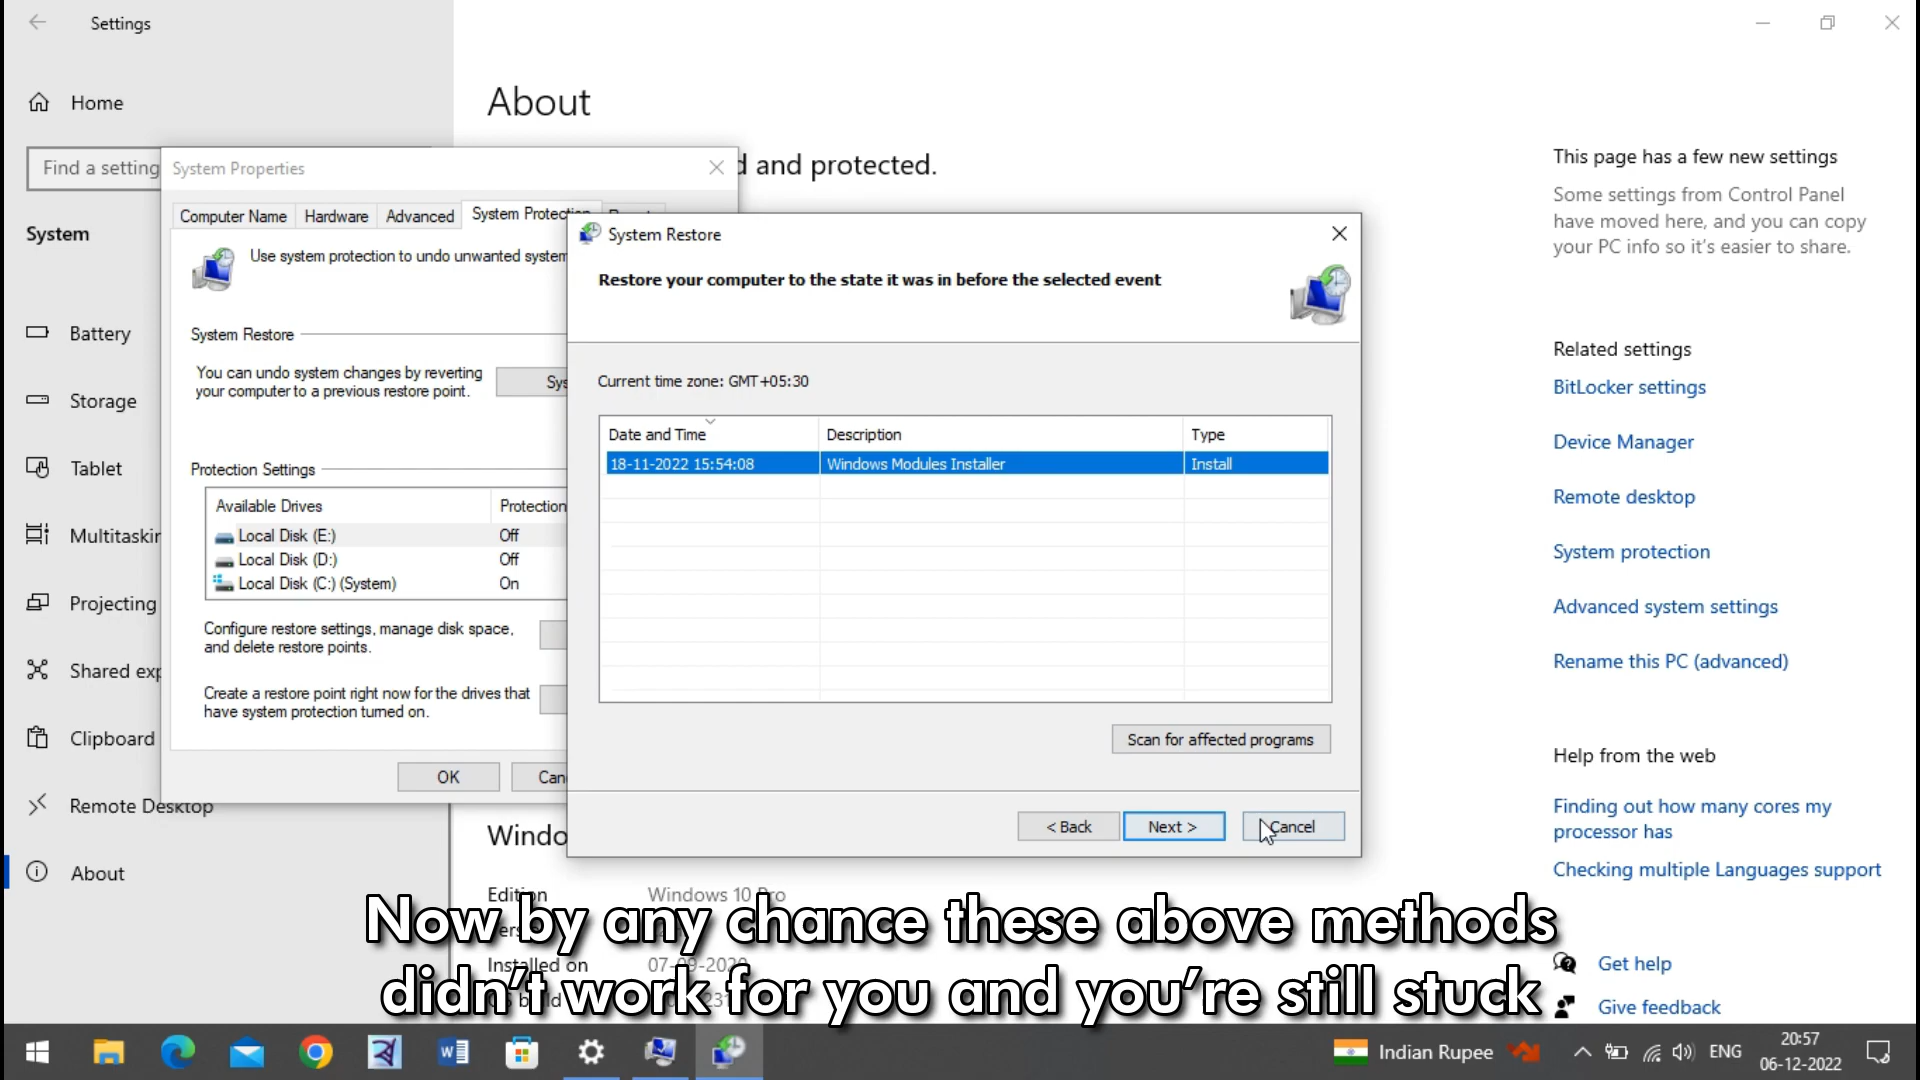 Settings
Home
Find a setting
System
Battery
Storage
Tablet
Multitaskin
Projecting
Shared exp
Clipboard
Remote Desktop
About
About
d and protected.
System Properties
Computer Name
Hardware
Advanced
System Protection
Use system protection to undo unwanted system
System Restore
You can undo system changes by reverting
your computer to a previous restore point.
Sys
Protection Settings
Available Drives
Protection
Local Disk (E:)
Off
Local Disk (D:)
Off
Local Disk (C:) (System)
On
Configure restore settings, manage disk space,
and delete restore points.
Create a restore point right now for the drives that
have system protection turned on.
OK
Can
System Restore
Restore your computer to the state it was in before the selected event
Current time zone: GMT+05:30
Date and Time
Description
Type
18-11-2022 15:54:08
Windows Modules Installer
Install
Scan for affected programs
< Back
Next >
Cancel
Windo
Edition
Windows 10 Pro
Installed on
07-09-2020
Now by any chance these above methods
didn't work for you and you're still stuck
This page has a few new settings
Some settings from Control Panel
have moved here, and you can copy
your PC info so it's easier to share.
Related settings
BitLocker settings
Device Manager
Remote desktop
System protection
Advanced system settings
Rename this PC (advanced)
Help from the web
Finding out how many cores my
processor has
Checking multiple Languages support
Get help
Give feedback
Indian Rupee
ENG
20:57
06-12-2022